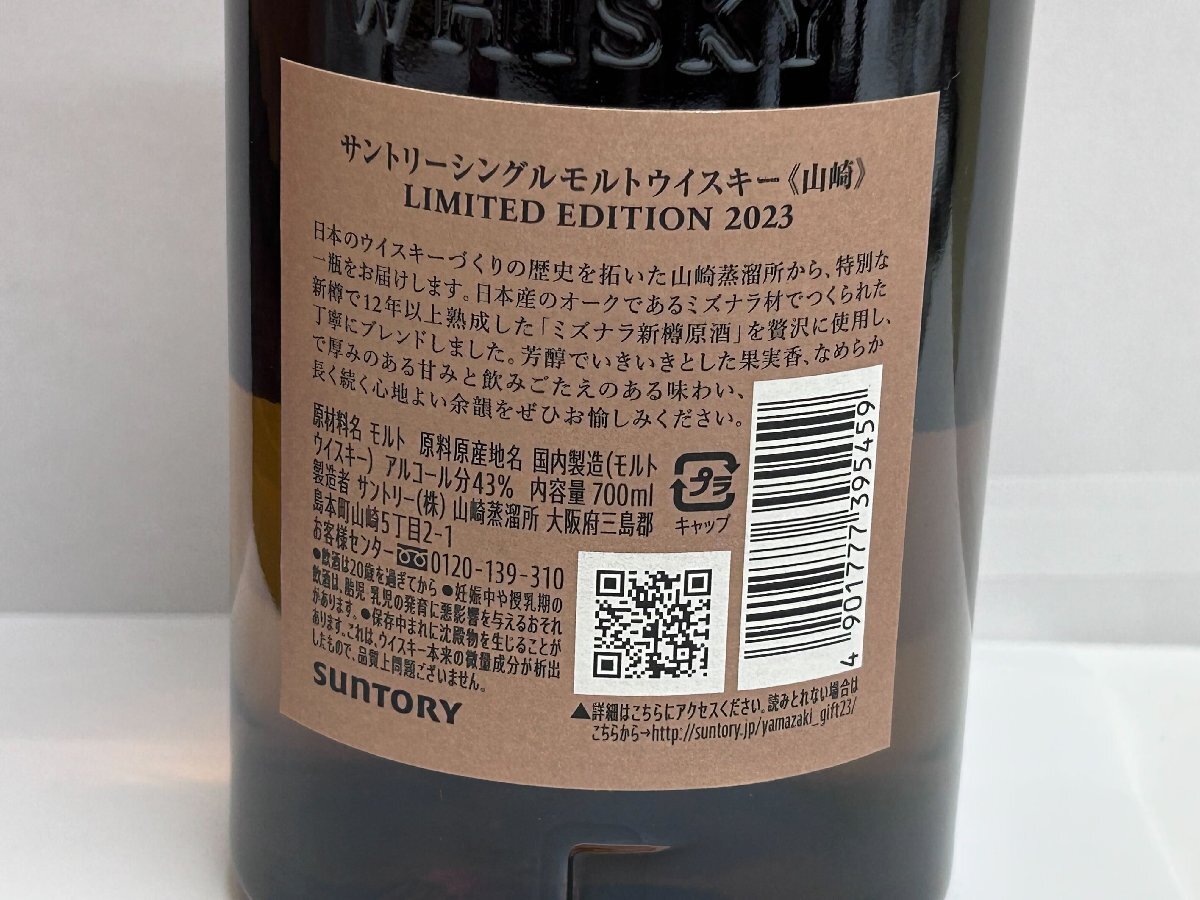 WHISKY
サントリーシングルモルトウイスキー《山崎》
LIMITED EDITION 2023
日本のウイスキーづくりの歴史を拓いた山崎蒸溜所から、特別な
一瓶をお届けします。日本産のオークであるミズナラ材でつくられた
新樽で12年以上熟成した「ミズナラ新樽原酒」を贅沢に使用し、
丁寧にブレンドしました。芳醇でいきいきとした果実香、なめらか
で厚みのある甘みと飲みごたえのある味わい、
長く続く心地よい余韻をぜひお愉しみください。
原材料名 モルト 原料原産地名 国内製造(モルト
ウイスキー) アルコール分43% 内容量 700ml
製造者 サントリー(株) 山崎蒸溜所 大阪府三島郡
島本町山崎5丁目2-1
お客様センター 0120-139-310
●飲酒は20歳を過ぎてから ●妊娠中や授乳期の
飲酒は、胎児・乳児の発育に悪影響を与えるおそれ
があります。 ●保存中まれに沈殿物を生じることが
あります。これは、ウイスキー本来の微量成分が析出
したもので、品質上問題ございません。
SUNTORY
プラ
キャップ
4 901777 395459
▲詳細はこちらにアクセスください。読みとれない場合は
こちらから→http://suntory.jp/yamazaki_gift23/